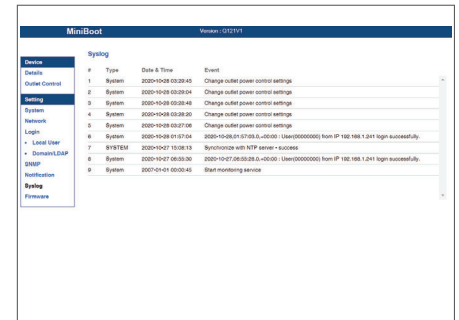 MiniBoot Version : Q121V1
Syslog
Device
Details
Outlet Control
Setting
System
Network
Login
• Local User
• Domain/LDAP
SNMP
Notification
Syslog
Firmware
# Type Date & Time Event
1 System 2020-10-28 03:29:43 Change outlet power control settings
2 System 2020-10-28 03:29:04 Change outlet power control settings
3 System 2020-10-28 03:28:48 Change outlet power control settings
4 System 2020-10-28 03:28:20 Change outlet power control settings
5 System 2020-10-28 03:27:06 Change outlet power control settings
6 System 2020-10-28 01:57:04 2020-10-28,01:57:03.0,+00:00 : User(00000000) from IP 192.168.1.241 login successfully.
7 SYSTEM 2020-10-27 15:08:13 Synchronize with NTP server - success
8 System 2020-10-27 06:55:30 2020-10-27,06:55:28.0,+00:00 : User(00000000) from IP 192.168.1.241 login successfully.
9 System 2007-01-01 00:00:45 Start monitoring service